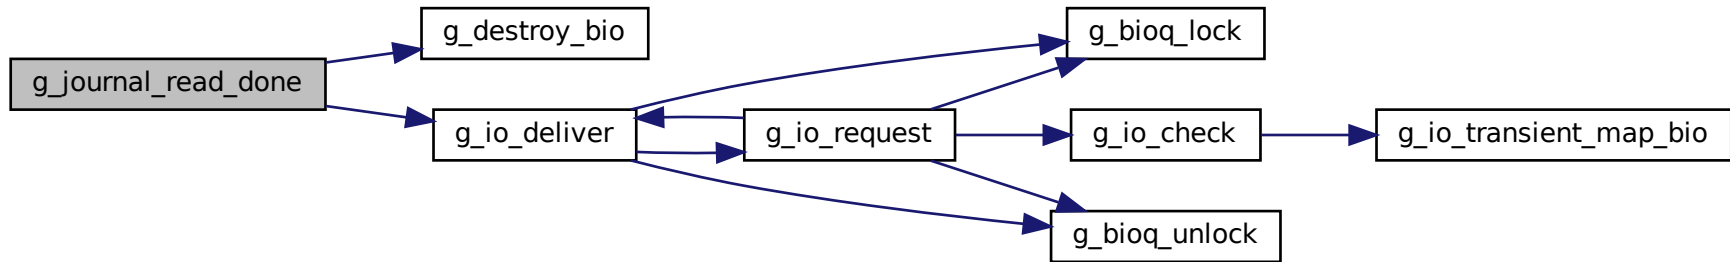 g_journal_read_done
g_destroy_bio
g_io_deliver
g_io_request
g_bioq_lock
g_io_check
g_bioq_unlock
g_io_transient_map_bio